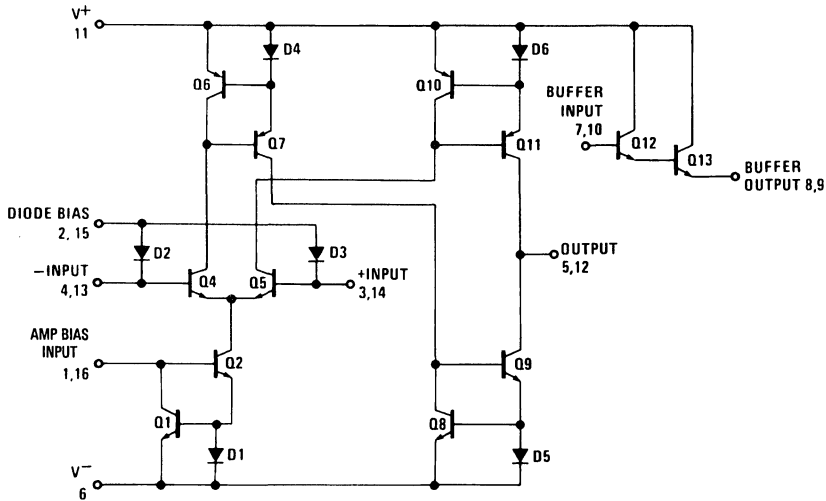 V+
11
D4
D6
Q6
Q10
BUFFER
INPUT
7,10
Q7
Q11
Q12
Q13
BUFFER
OUTPUT 8,9
DIODE BIAS
2, 15
D2
D3
OUTPUT
5,12
−INPUT
4,13
Q4
Q5
+INPUT
3,14
AMP BIAS
INPUT
1,16
Q2
Q9
Q1
Q8
D1
D5
V−
6